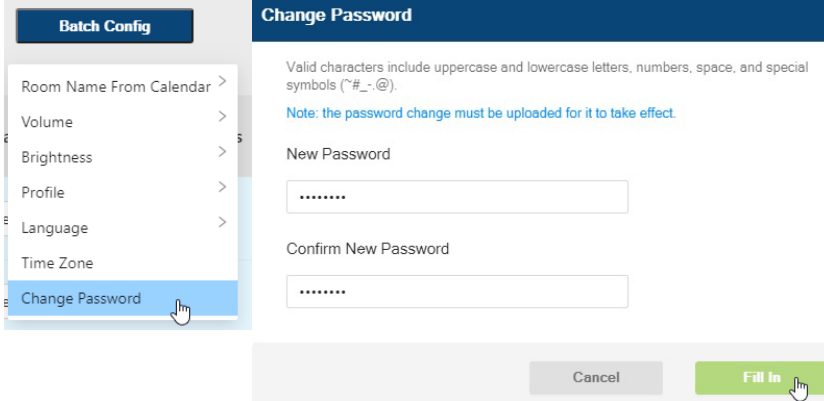 Batch Config
Room Name From Calendar
Volume
Brightness
Profile
Language
Time Zone
Change Password
Change Password
Valid characters include uppercase and lowercase letters, numbers, space, and special
symbols (~#_-.@).
Note: the password change must be uploaded for it to take effect.
New Password
••••••••
Confirm New Password
••••••••
Cancel
Fill In